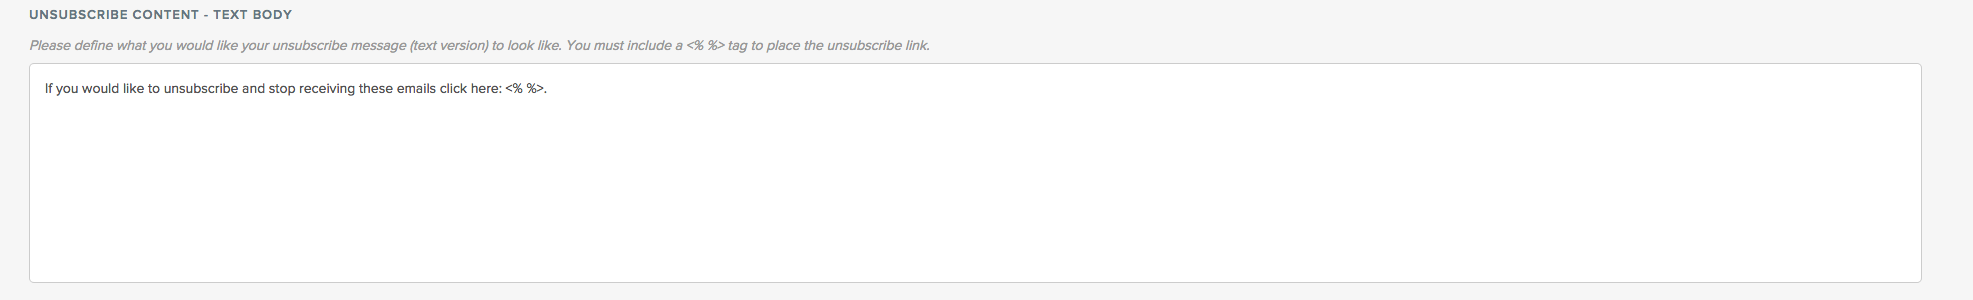 UNSUBSCRIBE CONTENT - TEXT BODY
Please define what you would like your unsubscribe message (text version) to look like. You must include a <% %> tag to place the unsubscribe link.
If you would like to unsubscribe and stop receiving these emails click here: <% %>.